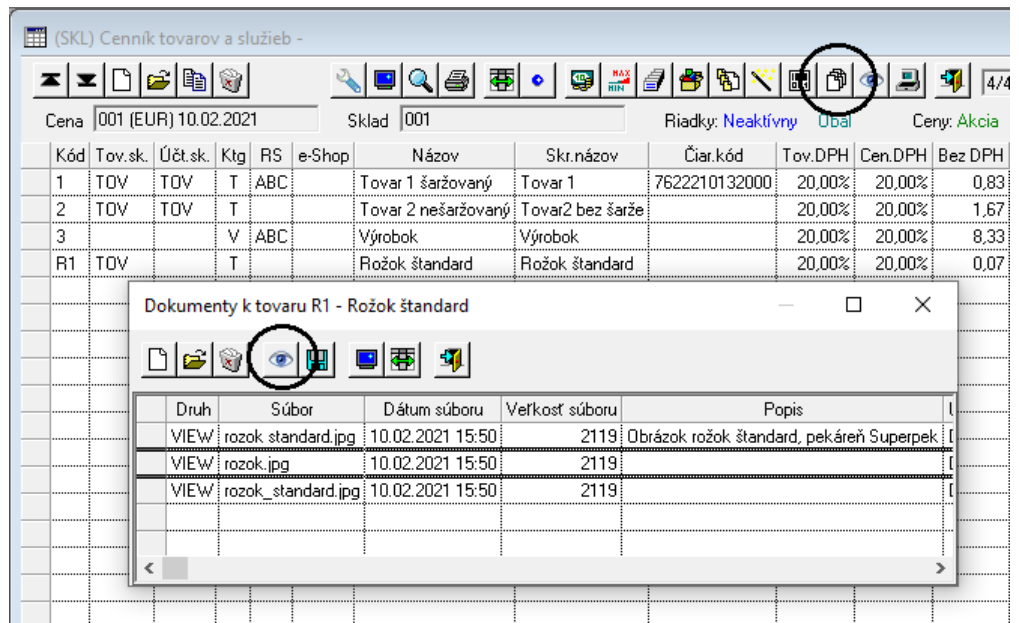 (SKL) Cenník tovarov a služieb -
MAX
MIN
4/4
Cena 001 (EUR) 10.02.2021 Sklad 001 Riadky: Neaktívny Obal Ceny: Akcia
Kód Tov.sk. Účt.sk. Ktg RS e-Shop Názov Skr.názov Čiar.kód Tov.DPH Cen.DPH Bez DPH
1 TOV TOV T ABC Tovar 1 šaržovaný Tovar 1 7622210132000 20,00% 20,00% 0,83
2 TOV TOV T Tovar 2 nešaržovaný Tovar2 bez šarže 20,00% 20,00% 1,67
3 V ABC Výrobok Výrobok 20,00% 20,00% 8,33
R1 TOV T Rožok štandard Rožok štandard 20,00% 20,00% 0,07
Dokumenty k tovaru R1 - Rožok štandard
Druh Súbor Dátum súboru Veľkosť súboru Popis
VIEW rozok standard.jpg 10.02.2021 15:50 2119 Obrázok rožok štandard, pekáreň Superpek
VIEW rozok.jpg 10.02.2021 15:50 2119
VIEW rozok_standard.jpg 10.02.2021 15:50 2119